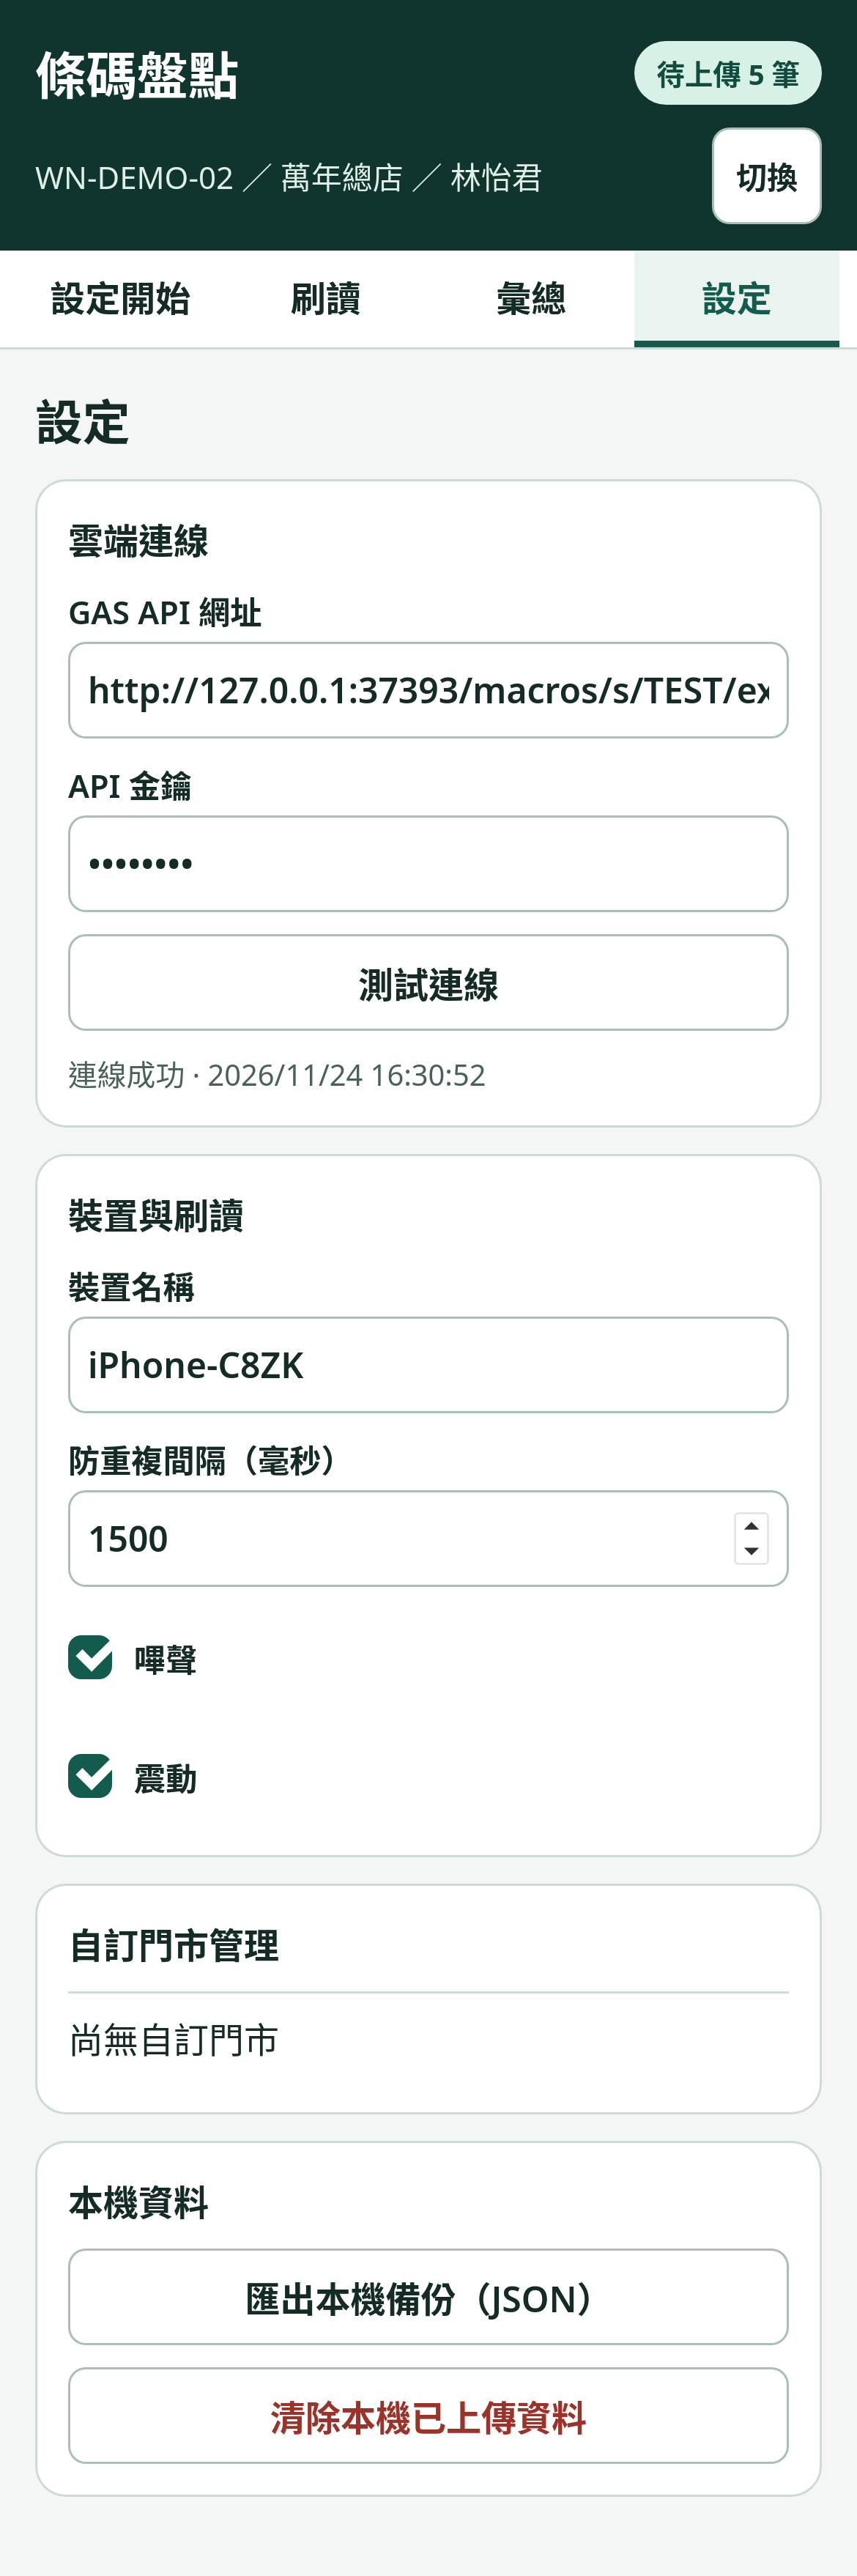 條碼盤點
待上傳 5 筆
WN-DEMO-02 ／ 萬年總店 ／ 林怡君
切換
設定開始
刷讀
彙總
設定
設定
雲端連線
GAS API 網址
http://127.0.0.1:37393/macros/s/TEST/ex
API 金鑰
••••••••
測試連線
連線成功 · 2026/11/24 16:30:52
裝置與刷讀
裝置名稱
iPhone-C8ZK
防重複間隔（毫秒）
1500
嗶聲
震動
自訂門市管理
尚無自訂門市
本機資料
匯出本機備份（JSON）
清除本機已上傳資料